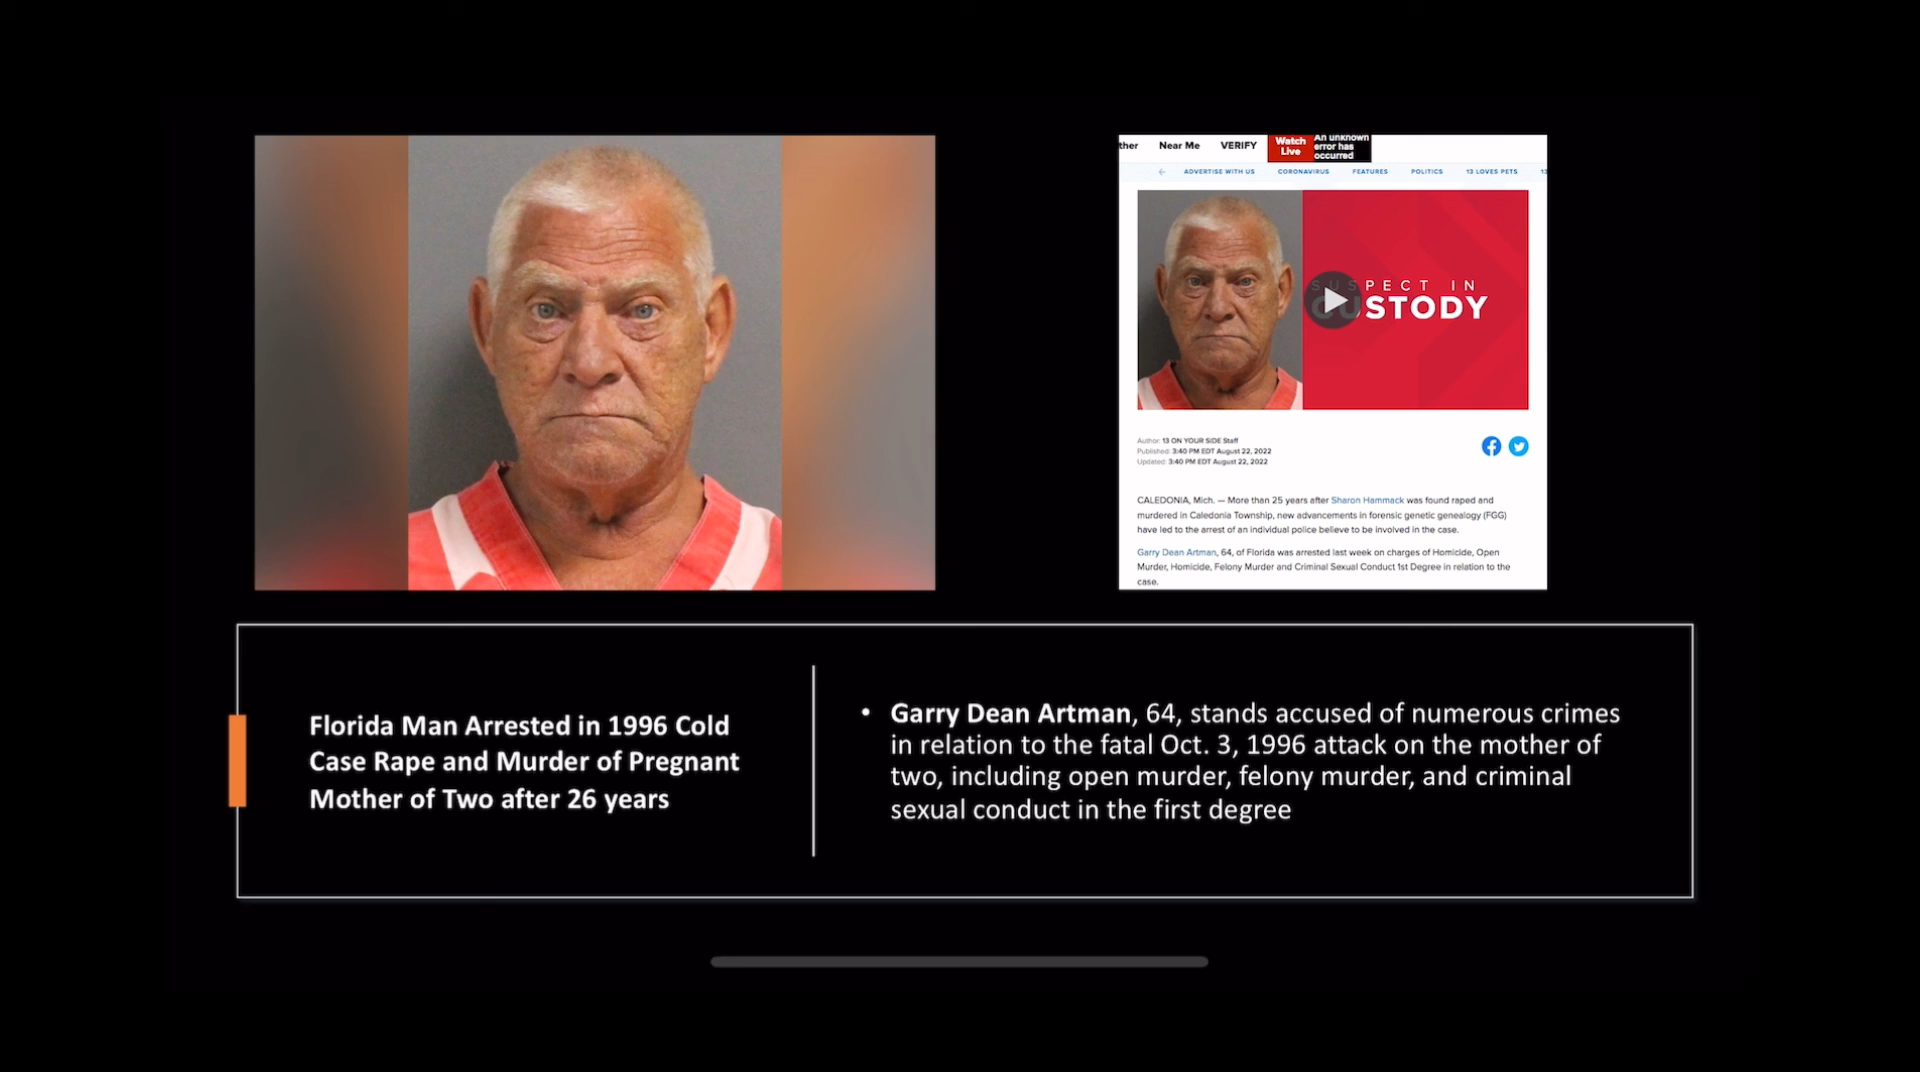 ther Near Me VERIFY Watch Live An unknown error has occurred
ADVERTISE WITH US CORONAVIRUS FEATURES POLITICS 13 LOVES PETS 13
SUSPECT IN
CUSTODY
Author: 13 ON YOUR SIDE Staff
Published: 3:40 PM EDT August 22, 2022
Updated: 3:40 PM EDT August 22, 2022
CALEDONIA, Mich. — More than 25 years after Sharon Hammack was found raped and
murdered in Caledonia Township, new advancements in forensic genetic genealogy (FGG)
have led to the arrest of an individual police believe to be involved in the case.
Garry Dean Artman, 64, of Florida was arrested last week on charges of Homicide, Open
Murder, Homicide, Felony Murder and Criminal Sexual Conduct 1st Degree in relation to the
case.
Florida Man Arrested in 1996 Cold
Case Rape and Murder of Pregnant
Mother of Two after 26 years
• Garry Dean Artman, 64, stands accused of numerous crimes
in relation to the fatal Oct. 3, 1996 attack on the mother of
two, including open murder, felony murder, and criminal
sexual conduct in the first degree